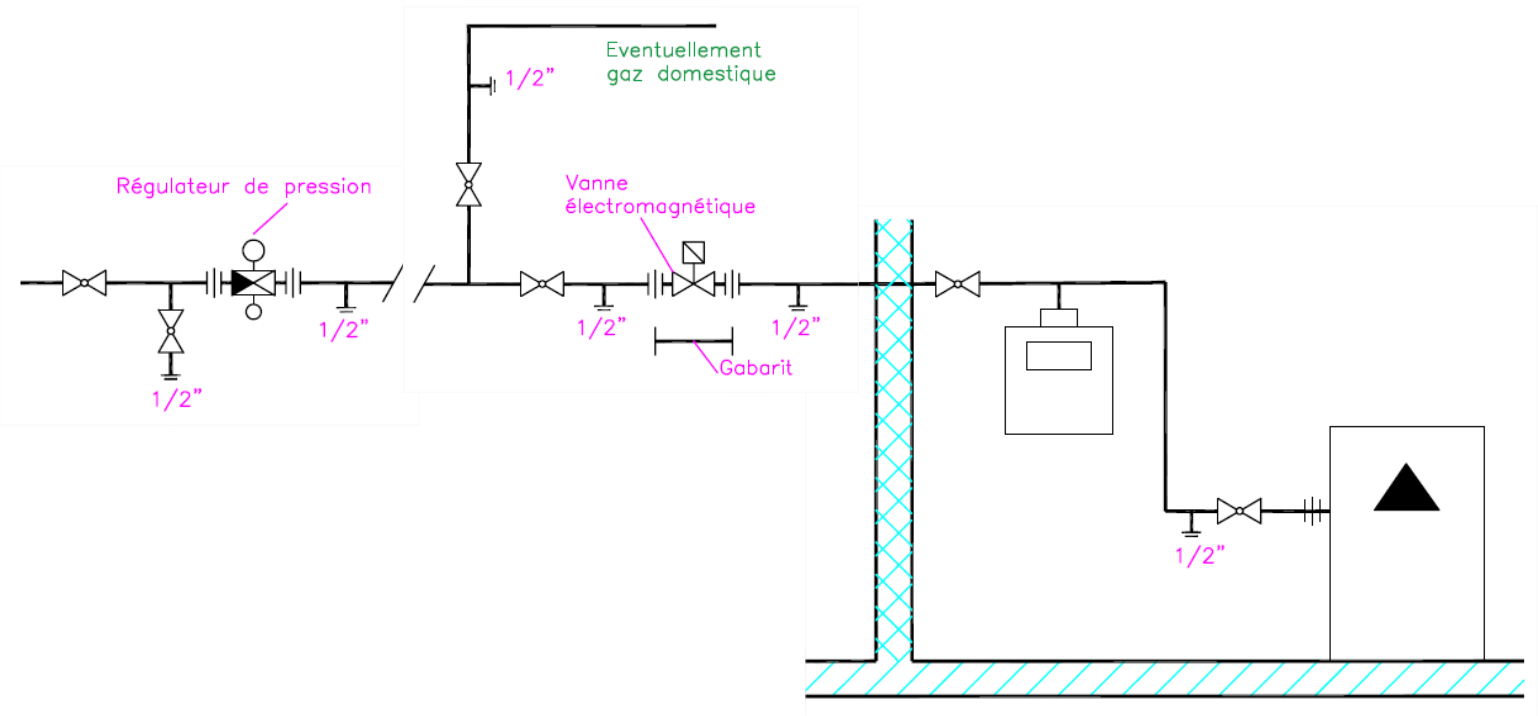 Eventuellement
gaz domestique
1/2"
Régulateur de pression
Vanne
électromagnétique
1/2"
1/2"
1/2"
Gabarit
1/2"
1/2"